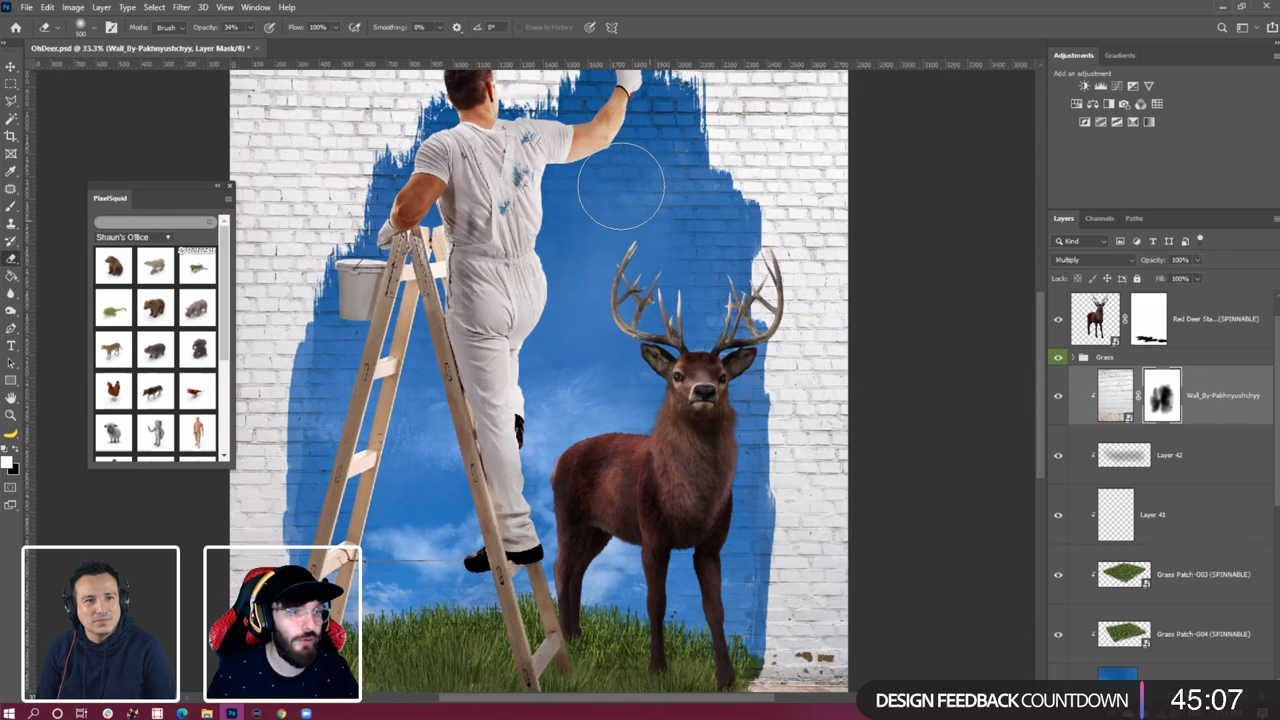 File Edit Image Layer Type Select Filter 3D View Window Help
500 Mode: Brush Opacity: 34% Flow: 100% Smoothing: 0% 0° Erase to History
OhDeer.psd @ 33.3% (Wall_By-Pakhnyushchyy, Layer Mask/8) *
PixelSquid
Shaun's Office
Adjustments Gradients
Add an adjustment
Layers Channels Paths
Kind
Multiply Opacity: 100%
Lock: Fill: 100%
Red Deer Sta...(SPINNABLE)
Grass
Wall_By-Pakhnyushchyy
Layer 42
Layer 41
Grass Patch-G03 (SPINNABLE)
Grass Patch-G04 (SPINNABLE)
DESIGN FEEDBACK COUNTDOWN 45:07